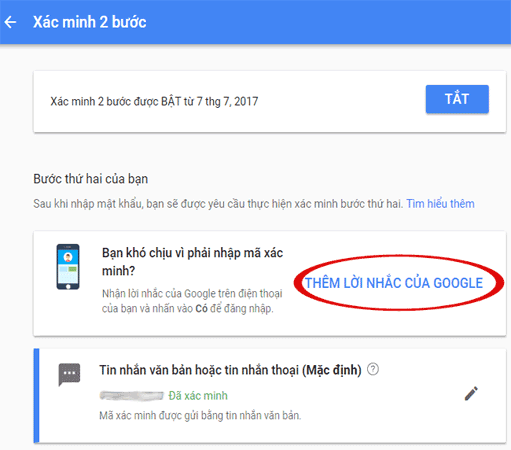 Xác minh 2 bước
Xác minh 2 bước được BẬT từ 7 thg 7, 2017
TẮT
Bước thứ hai của bạn
Sau khi nhập mật khẩu, bạn sẽ được yêu cầu thực hiện xác minh bước thứ hai. Tìm hiểu thêm
Bạn khó chịu vì phải nhập mã xác
minh?
Nhận lời nhắc của Google trên điện thoại
của bạn và nhấn vào Có để đăng nhập.
THÊM LỜI NHẮC CỦA GOOGLE
Tin nhắn văn bản hoặc tin nhắn thoại (Mặc định)
Đã xác minh
Mã xác minh được gửi bằng tin nhắn văn bản.